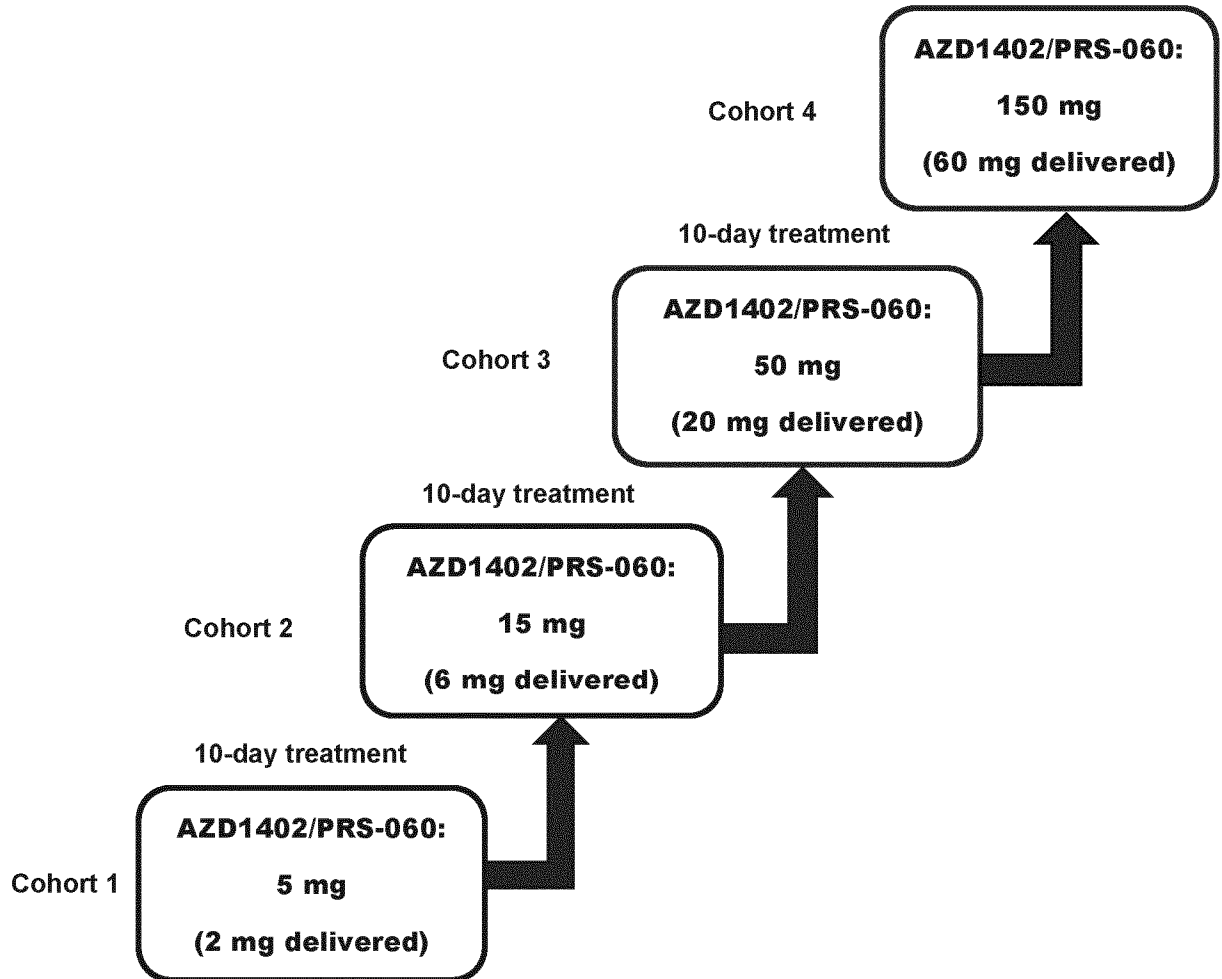 AZD1402/PRS-060:
150 mg
(60 mg delivered)
Cohort 4
10-day treatment
AZD1402/PRS-060:
50 mg
(20 mg delivered)
Cohort 3
10-day treatment
AZD1402/PRS-060:
15 mg
(6 mg delivered)
Cohort 2
10-day treatment
AZD1402/PRS-060:
5 mg
(2 mg delivered)
Cohort 1